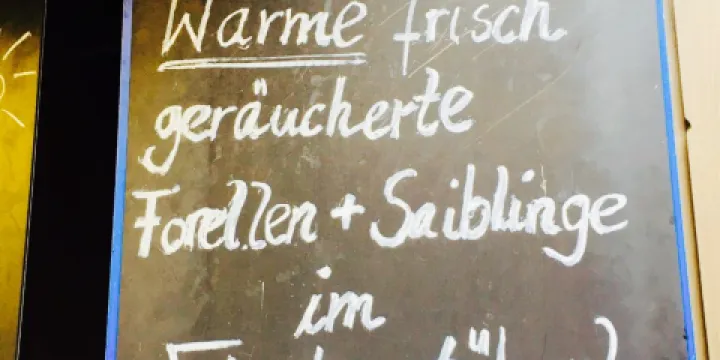 Warme frisch
geräucherte
Forellen + Saiblinge
im